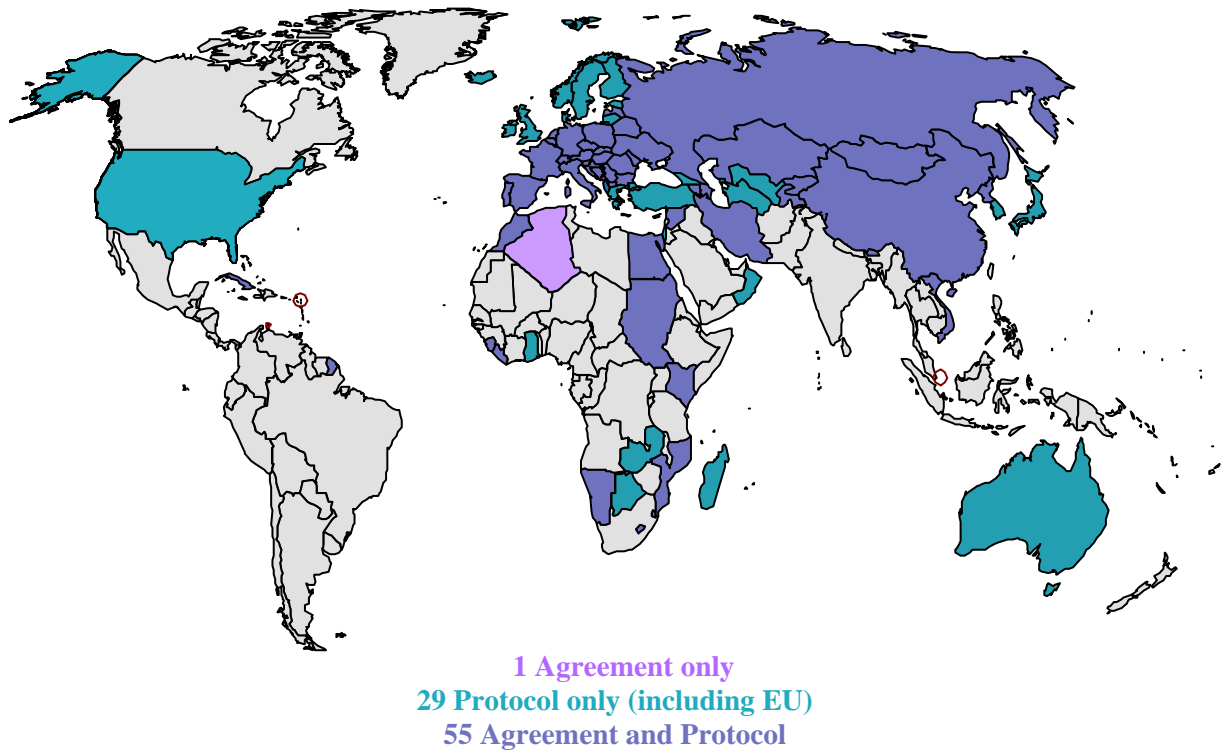 1 Agreement only
29 Protocol only (including EU)
55 Agreement and Protocol